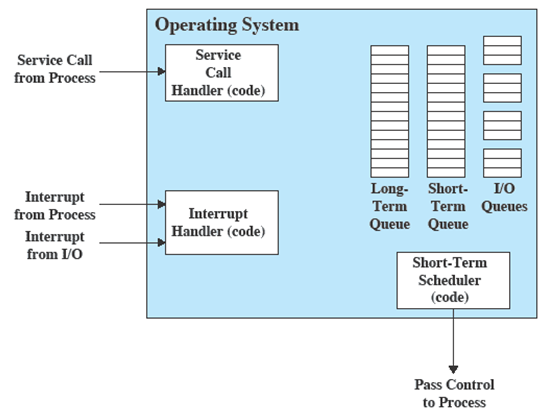 Operating System
Service Call
from Process
Service
Call
Handler (code)
Interrupt
from Process
Interrupt
from I/O
Interrupt
Handler (code)
Long-
Term
Queue
Short-
Term
Queue
I/O
Queues
Short-Term
Scheduler
(code)
Pass Control
to Process